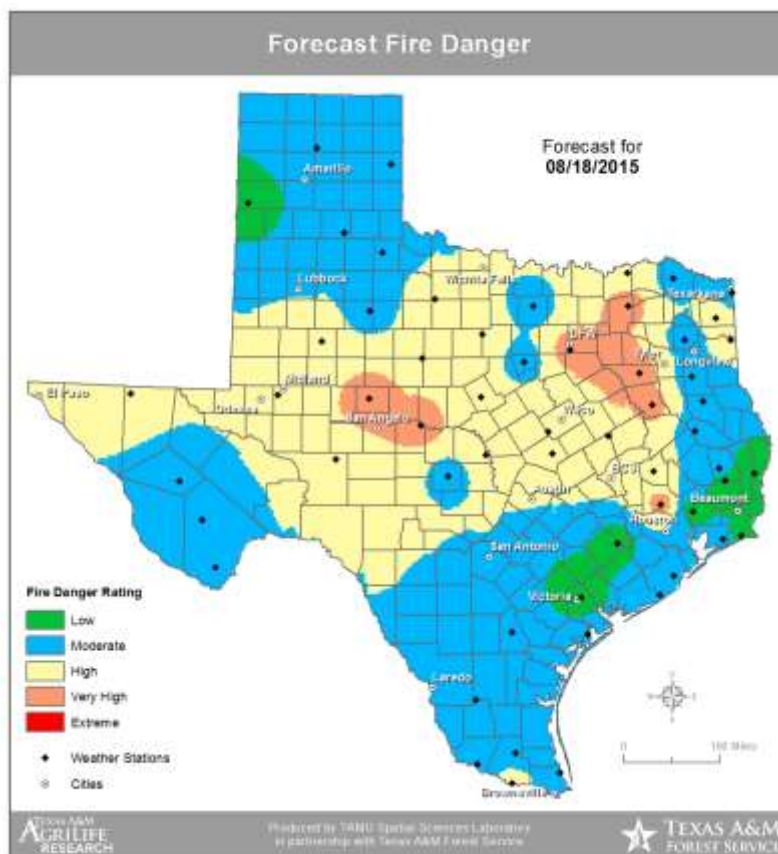 Forecast Fire Danger
Forecast for
08/18/2015
Amarillo
Lubbock
Wichita Falls
Texarkana
DFW
Tyler
Longview
El Paso
Midland
Odessa
San Angelo
Waco
BCS
Austin
Beaumont
Houston
San Antonio
Victoria
Laredo
Brownsville
Fire Danger Rating
Low
Moderate
High
Very High
Extreme
Weather Stations
Cities
0
180 Miles
TEXAS A&M
AGRILIFE
RESEARCH
Produced by TAMU Spatial Sciences Laboratory
in partnership with Texas A&M Forest Service
TEXAS A&M
FOREST SERVICE